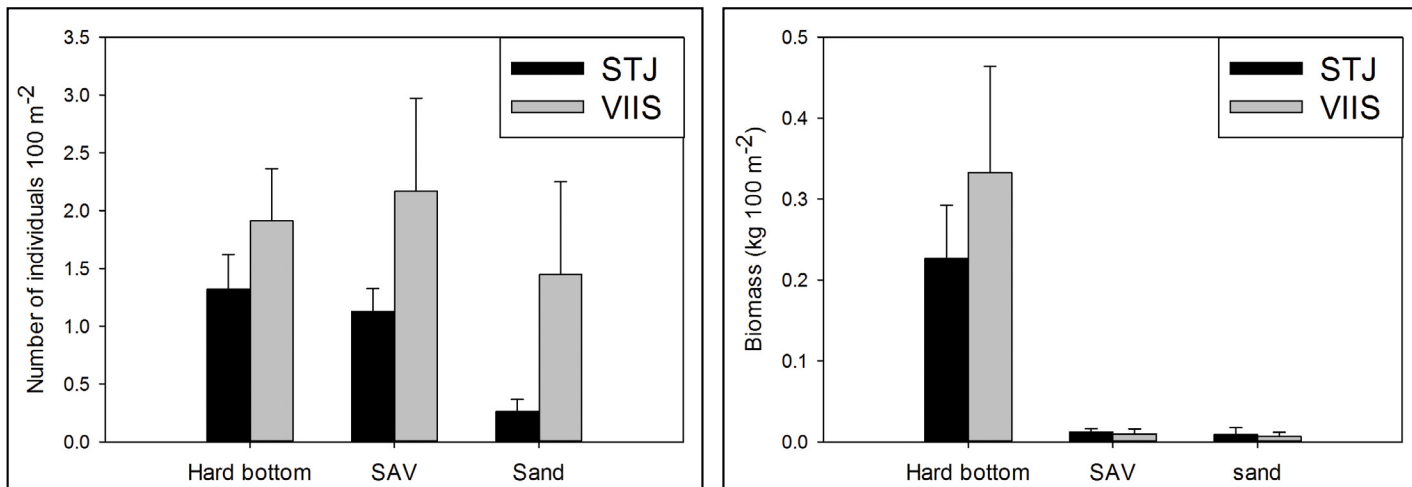 Number of individuals 100 m⁻²
3.5
3.0
2.5
2.0
1.5
1.0
0.5
0.0
STJ
VIIS
Hard bottom SAV Sand
Biomass (kg 100 m⁻²)
0.5
0.4
0.3
0.2
0.1
0.0
STJ
VIIS
Hard bottom SAV sand